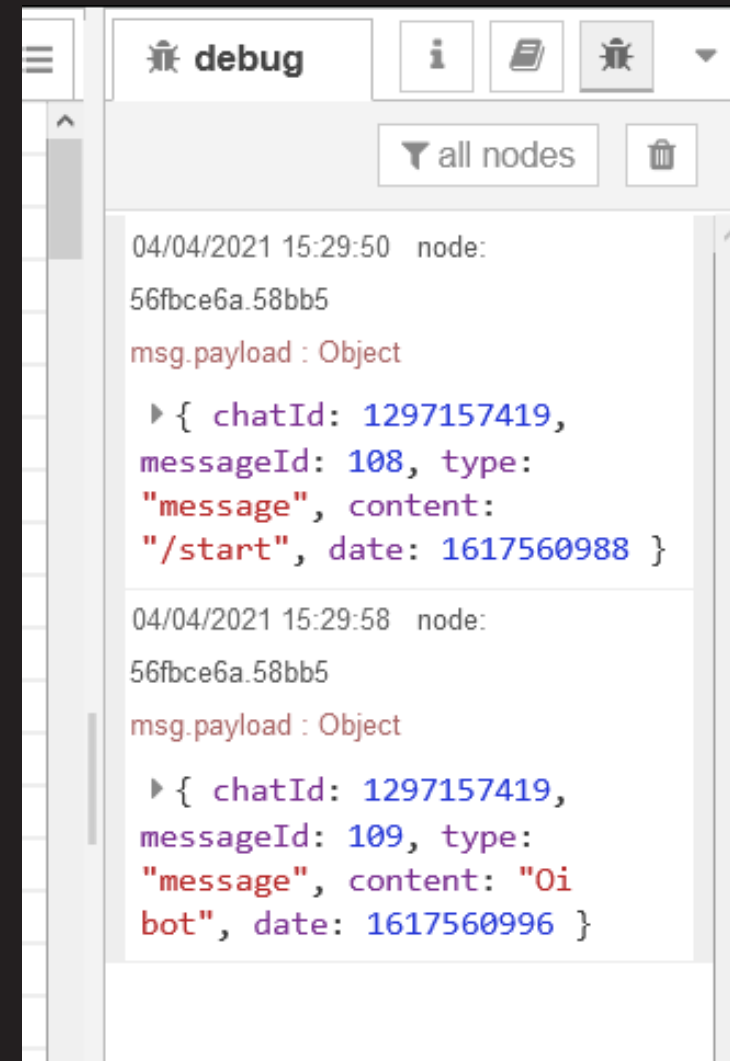 debug
all nodes
04/04/2021 15:29:50 node:
56fbce6a.58bb5
msg.payload : Object
{ chatId: 1297157419,
messageId: 108, type:
"message", content:
"/start", date: 1617560988 }
04/04/2021 15:29:58 node:
56fbce6a.58bb5
msg.payload : Object
{ chatId: 1297157419,
messageId: 109, type:
"message", content: "Oi
bot", date: 1617560996 }